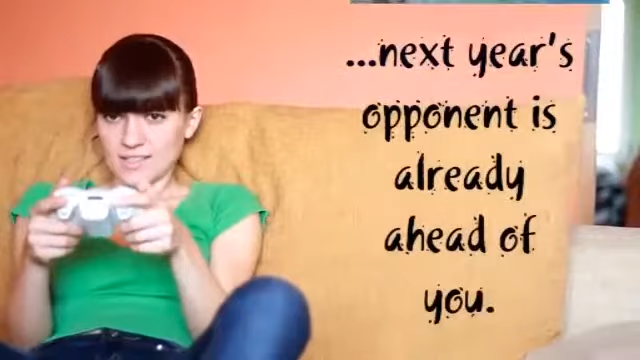 ...next year's
opponent is
already
ahead of
you.